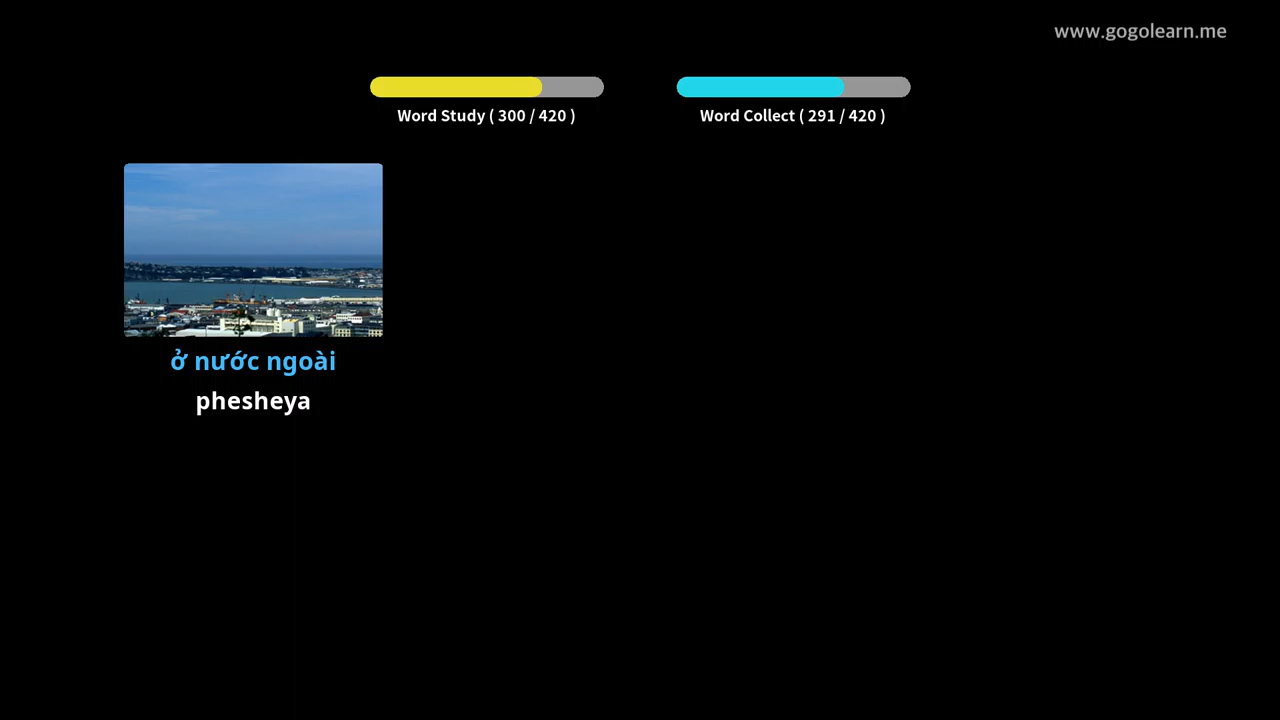 www.gogolearn.me
Word Study ( 300 / 420 )
Word Collect ( 291 / 420 )
ở nước ngoài
phesheya